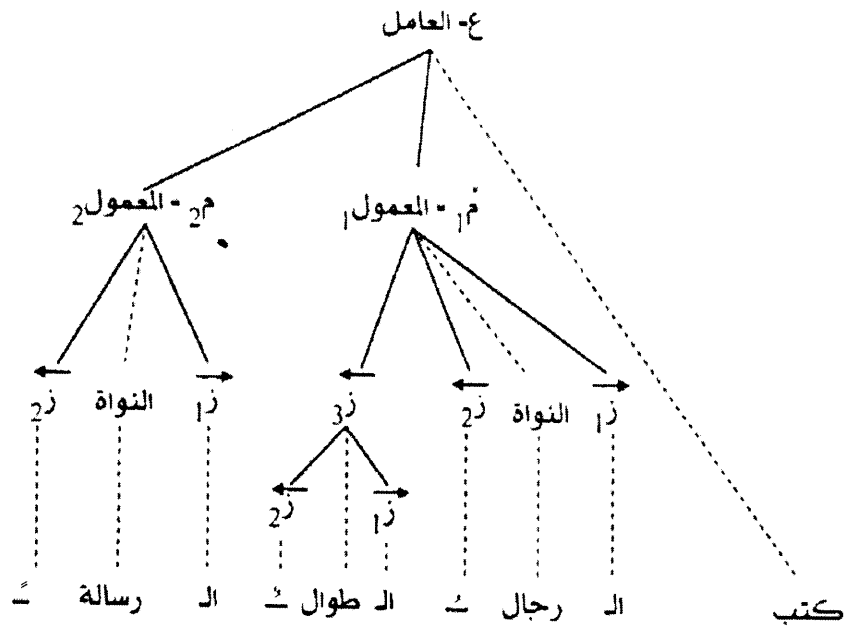 ع- العامل
م1 - المعمول1 م2 - المعمول2
ز1 النواة ز2 ز3 ز1 النواة ز2
ز1 ز2
كتب الـ رجال ـُ الـ طوال ـُ الـ رسالة ـً